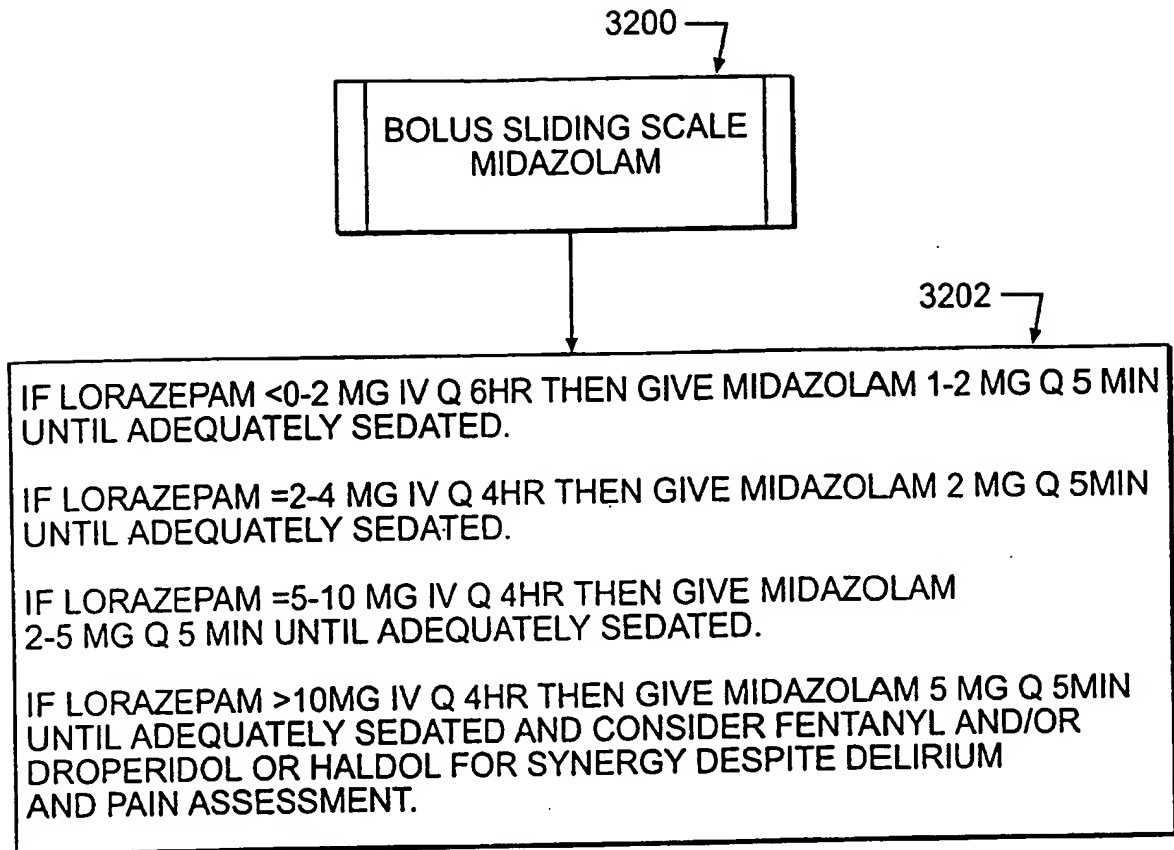 3200
BOLUS SLIDING SCALE
MIDAZOLAM
3202
IF LORAZEPAM <0-2 MG IV Q 6HR THEN GIVE MIDAZOLAM 1-2 MG Q 5 MIN
UNTIL ADEQUATELY SEDATED.
IF LORAZEPAM =2-4 MG IV Q 4HR THEN GIVE MIDAZOLAM 2 MG Q 5MIN
UNTIL ADEQUATELY SEDATED.
IF LORAZEPAM =5-10 MG IV Q 4HR THEN GIVE MIDAZOLAM
2-5 MG Q 5 MIN UNTIL ADEQUATELY SEDATED.
IF LORAZEPAM >10MG IV Q 4HR THEN GIVE MIDAZOLAM 5 MG Q 5MIN
UNTIL ADEQUATELY SEDATED AND CONSIDER FENTANYL AND/OR
DROPERIDOL OR HALDOL FOR SYNERGY DESPITE DELIRIUM
AND PAIN ASSESSMENT.